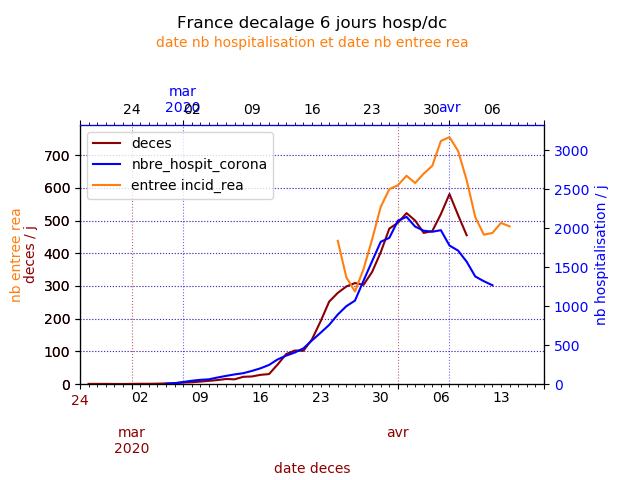 France decalage 6 jours hosp/dc
date nb hospitalisation et date nb entree rea
mar
2020
avr
24 02 09 16 23 30 06
deces
nbre_hospit_corona
entree incid_rea
700
600
500
400
300
200
100
0
3000
2500
2000
1500
1000
500
0
nb entree rea
deces / j
nb hospitalisation / j
24 02 09 16 23 30 06 13
mar
2020
avr
date deces